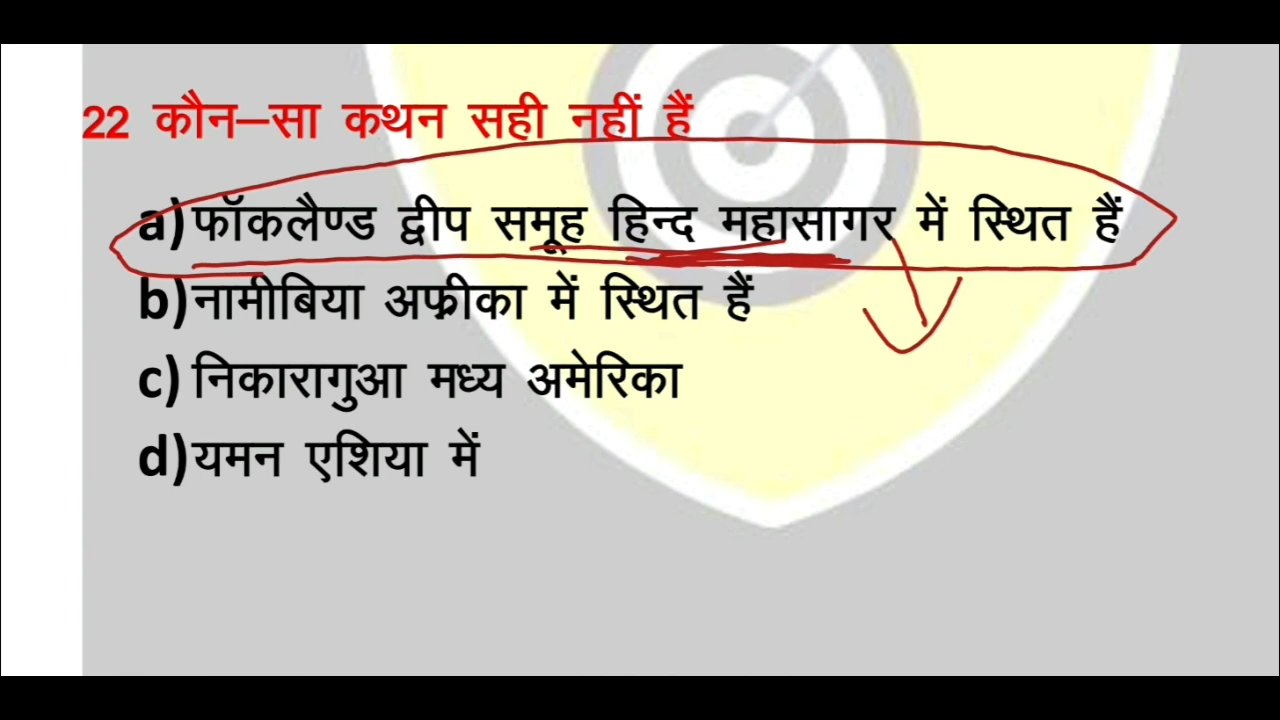 22 कौन–सा कथन सही नहीं हैं
a) फॉकलैण्ड द्वीप समूह हिन्द महासागर में स्थित हैं
b) नामीबिया अफ्रीका में स्थित हैं
c) निकारागुआ मध्य अमेरिका
d) यमन एशिया में